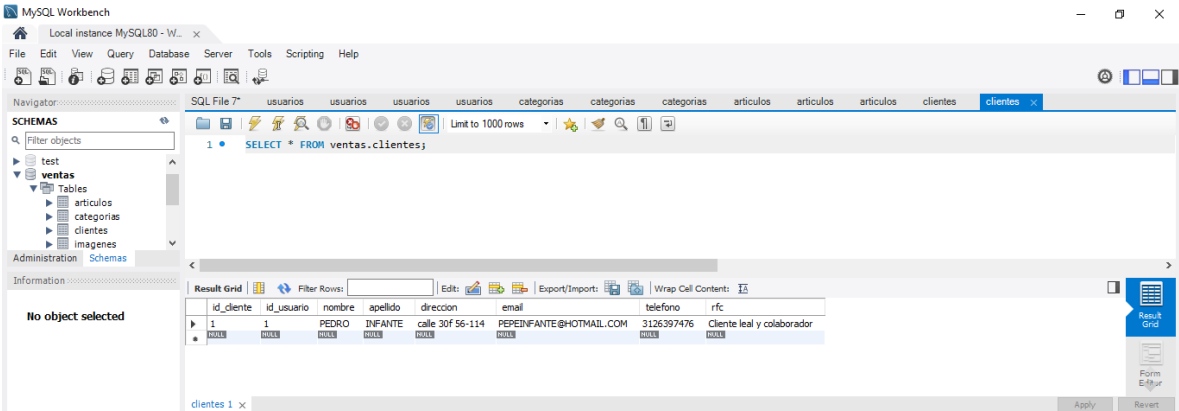 MySQL Workbench
Local instance MySQL80 - W... ×
File Edit View Query Database Server Tools Scripting Help
Navigator SQL File 7* usuarios usuarios usuarios usuarios categorias categorias categorias articulos articulos articulos clientes clientes ×
SCHEMAS Limit to 1000 rows
Filter objects 1 SELECT * FROM ventas.clientes;
test
ventas
Tables
articulos
categorias
clientes
imagenes
Administration Schemas
Information Result Grid Filter Rows: Edit: Export/Import: Wrap Cell Content:
id_cliente id_usuario nombre apellido direccion email telefono rfc
No object selected 1 1 PEDRO INFANTE calle 30f 56-114 PEPEINFANTE@HOTMAIL.COM 3126397476 Cliente leal y colaborador
NULL NULL NULL NULL NULL NULL NULL NULL
Result Grid
Form Editor
clientes 1 × Apply Revert